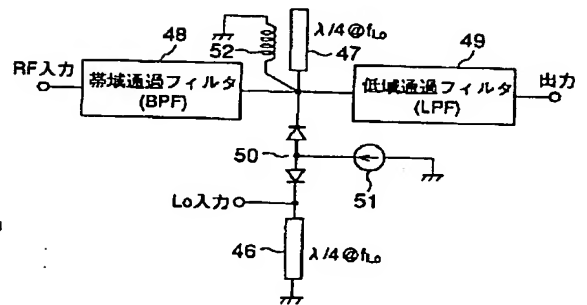 52
48
λ/4@fLo
47
49
RF入力
帯域通過フィルタ
(BPF)
低域通過フィルタ
(LPF)
出力
50
51
Lo入力
46
λ/4@fLo